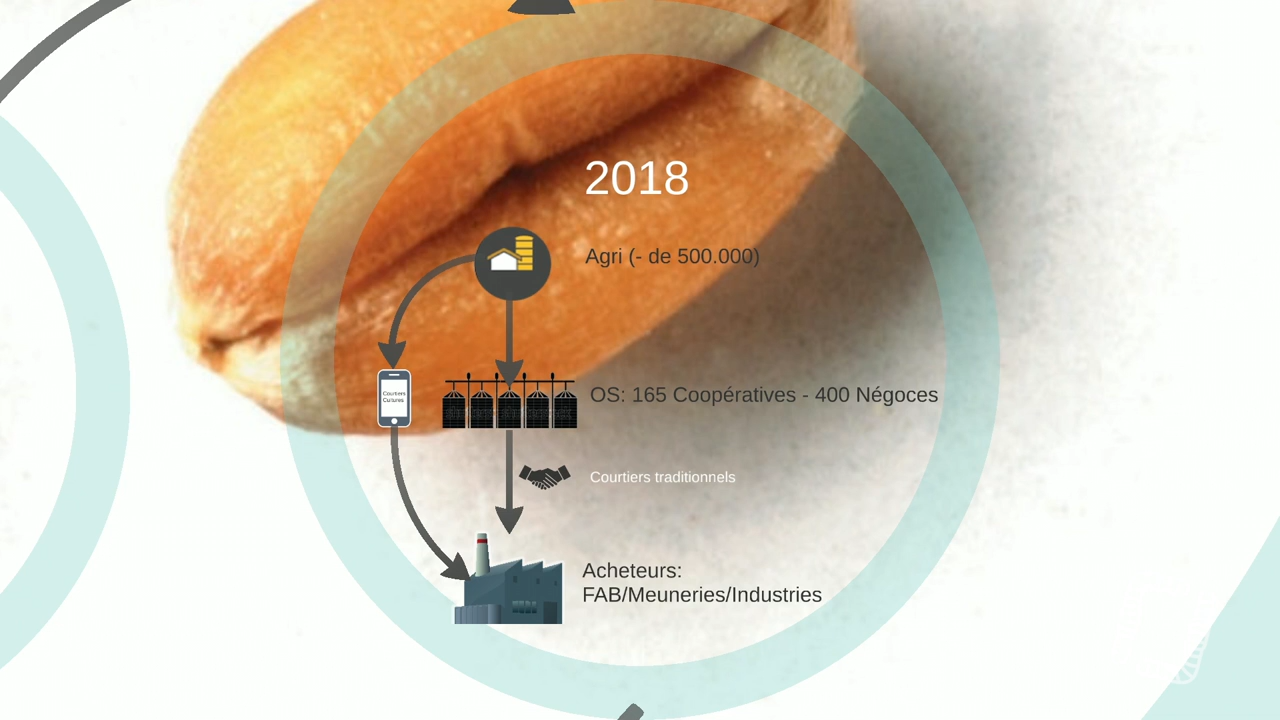 2018
Agri (- de 500.000)
Courtiers
Cultures
OS: 165 Coopératives - 400 Négoces
Courtiers traditionnels
Acheteurs:
FAB/Meuneries/Industries